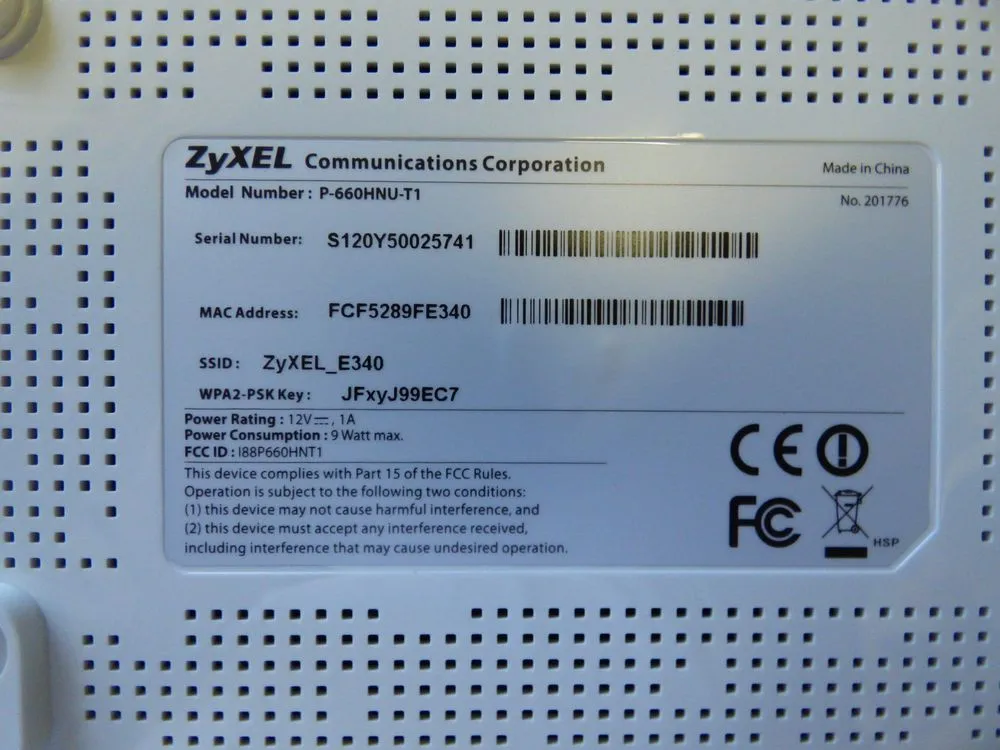 ZyXEL Communications Corporation
Made in China
Model Number : P-660HNU-T1
No. 201776
Serial Number: S120Y50025741
MAC Address: FCF5289FE340
SSID : ZyXEL_E340
WPA2-PSK Key : JFxyJ99EC7
Power Rating : 12V⎓, 1A
Power Consumption : 9 Watt max.
FCC ID : I88P660HNT1
This device complies with Part 15 of the FCC Rules.
Operation is subject to the following two conditions:
(1) this device may not cause harmful interference, and
(2) this device must accept any interference received,
including interference that may cause undesired operation.
CE
FC
HSP